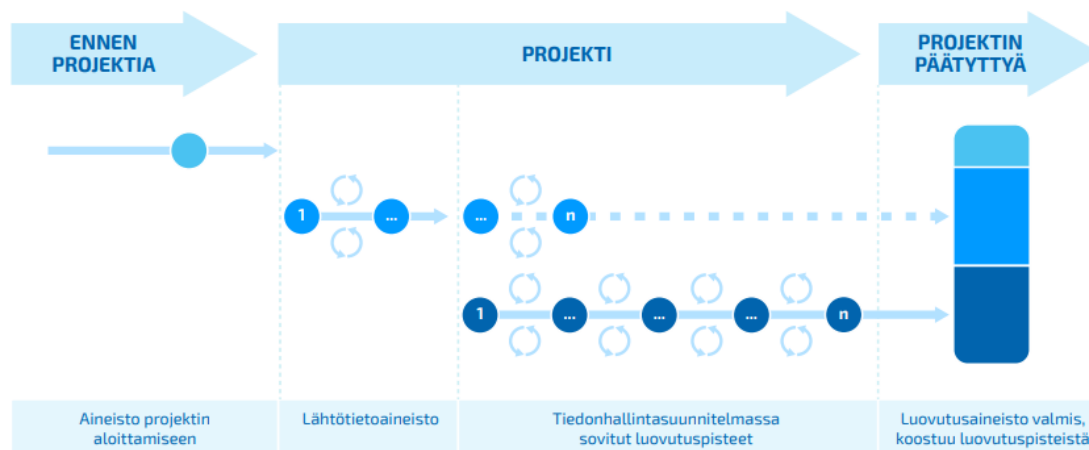 ENNEN
PROJEKTIA
PROJEKTI
PROJEKTIN
PÄÄTYTTYÄ
1
...
...
n
1
...
...
...
n
Aineisto projektin
aloittamiseen
Lähtötietoaineisto
Tiedonhallintasuunnitelmassa
sovitut luovutuspisteet
Luovutusaineisto valmis,
koostuu luovutuspisteistä